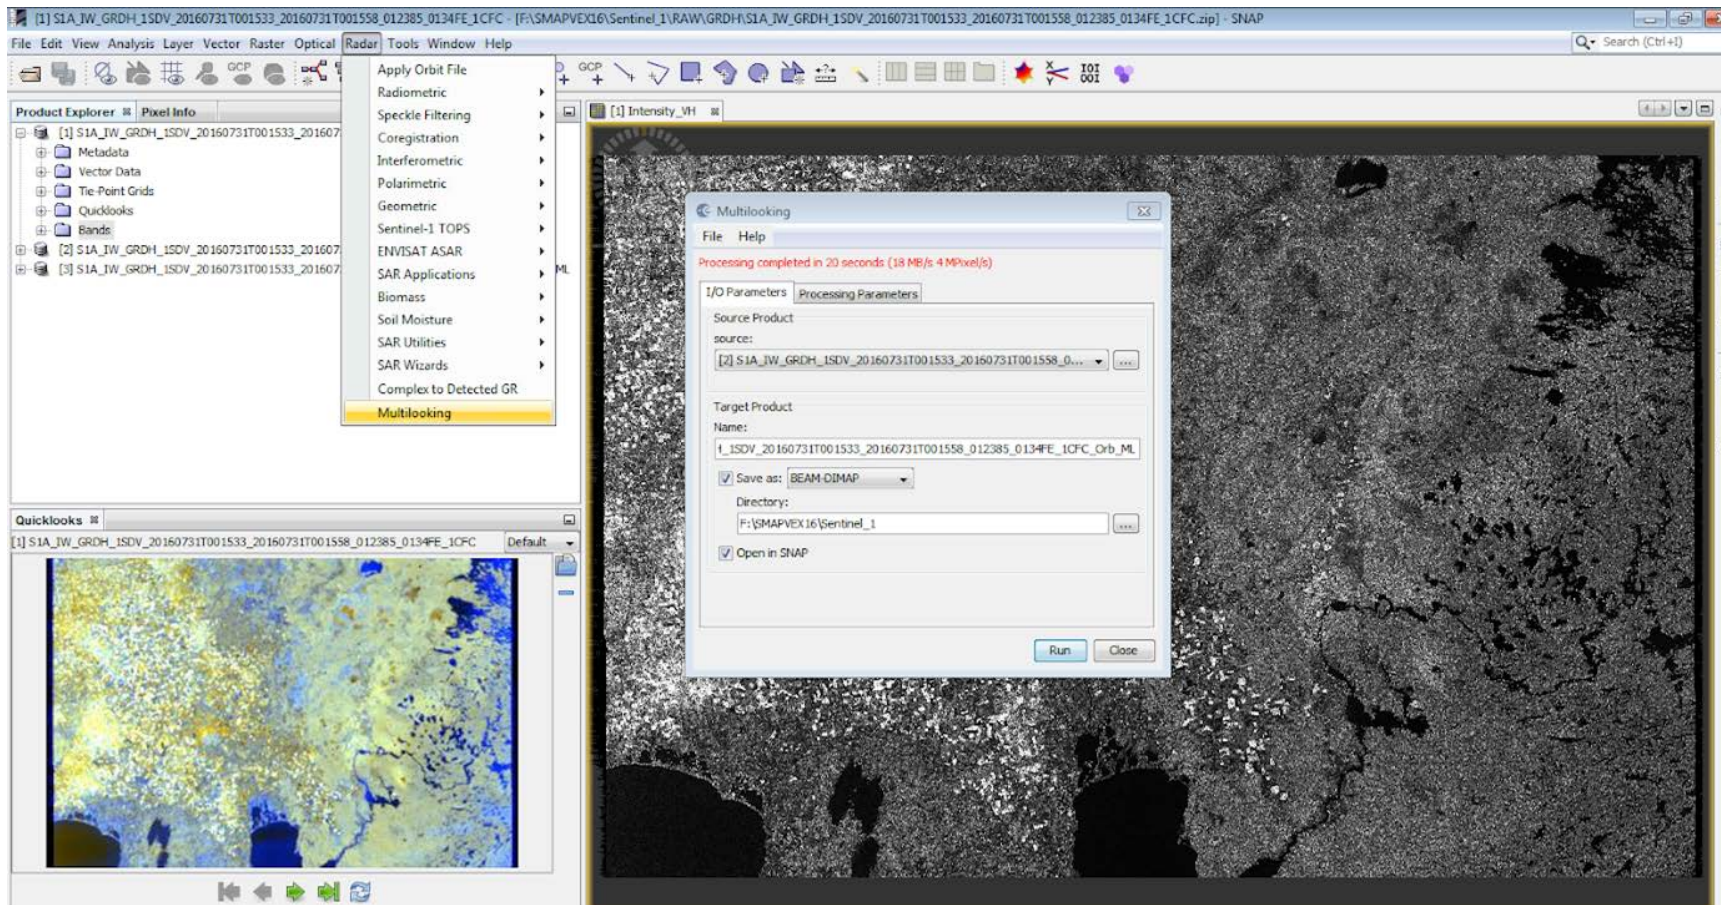 [1] S1A_IW_GRDH_1SDV_20160731T001533_20160731T001558_012385_0134FE_1CFC - [F:\SMAPVEX16\Sentinel_1\RAW\GRDH\S1A_IW_GRDH_1SDV_20160731T001533_20160731T001558_012385_0134FE_1CFC.zip] - SNAP
File Edit View Analysis Layer Vector Raster Optical Radar Tools Window Help
Search (Ctrl+I)
GCP
GCP
Apply Orbit File
Radiometric
Speckle Filtering
Coregistration
Interferometric
Polarimetric
Geometric
Sentinel-1 TOPS
ENVISAT ASAR
SAR Applications
Biomass
Soil Moisture
SAR Utilities
SAR Wizards
Complex to Detected GR
Multilooking
Product Explorer Pixel Info
[1] S1A_IW_GRDH_1SDV_20160731T001533_201607
Metadata
Vector Data
Tie-Point Grids
Quicklooks
Bands
[2] S1A_IW_GRDH_1SDV_20160731T001533_201607
[3] S1A_IW_GRDH_1SDV_20160731T001533_201607 ML
[1] Intensity_VH
Multilooking
File Help
Processing completed in 20 seconds (18 MB/s 4 MPixel/s)
I/O Parameters Processing Parameters
Source Product
source:
[2] S1A_IW_GRDH_1SDV_20160731T001533_20160731T001558_0...
...
Target Product
Name:
_1SDV_20160731T001533_20160731T001558_012385_0134FE_1CFC_Orb_ML
Save as: BEAM-DIMAP
Directory:
F:\SMAPVEX16\Sentinel_1
...
Open in SNAP
Run Close
Quicklooks
[1] S1A_IW_GRDH_1SDV_20160731T001533_20160731T001558_012385_0134FE_1CFC Default